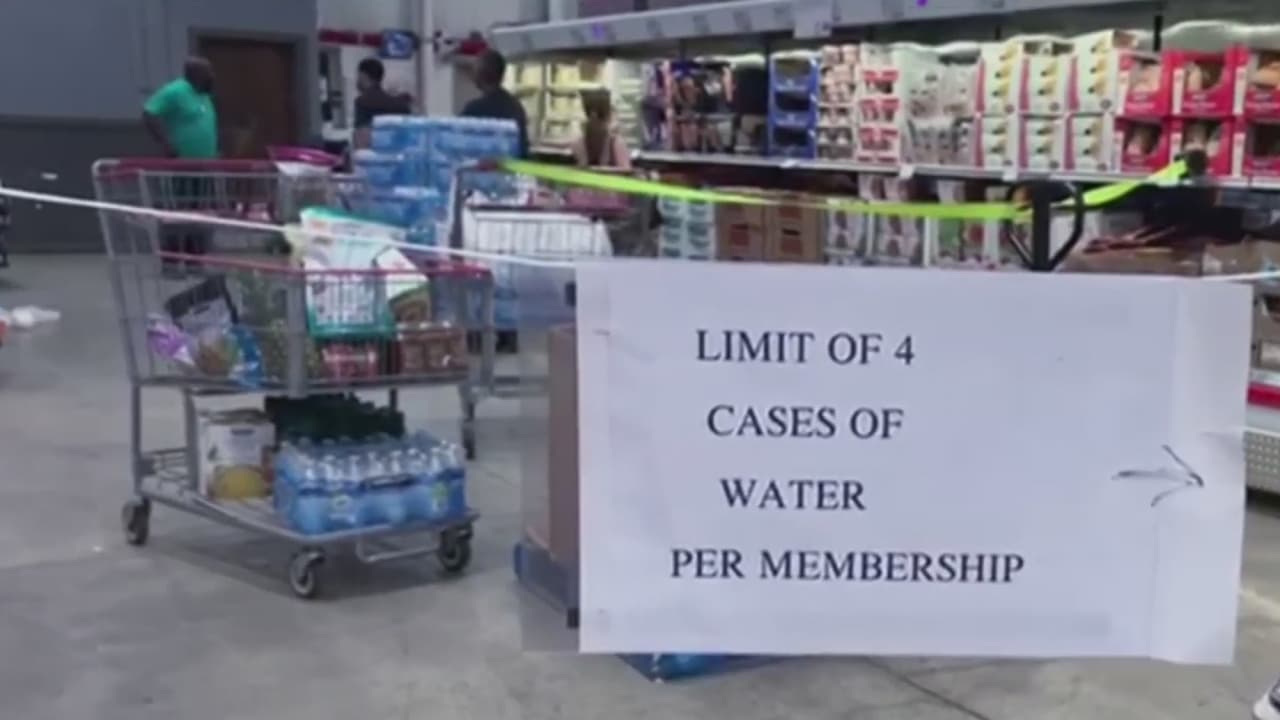 LIMIT OF 4
CASES OF
WATER
PER MEMBERSHIP